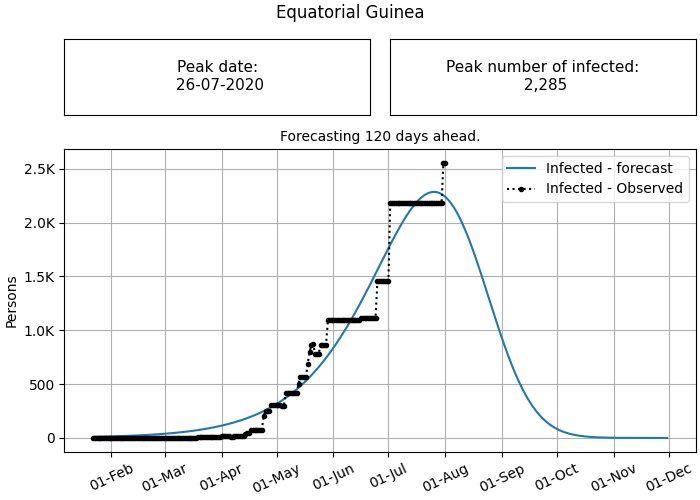 Equatorial Guinea
Peak date:
26-07-2020
Peak number of infected:
2,285
Forecasting 120 days ahead.
Infected - forecast
Infected - Observed
Persons
2.5K
2.0K
1.5K
1.0K
500
0
01-Feb
01-Mar
01-Apr
01-May
01-Jun
01-Jul
01-Aug
01-Sep
01-Oct
01-Nov
01-Dec